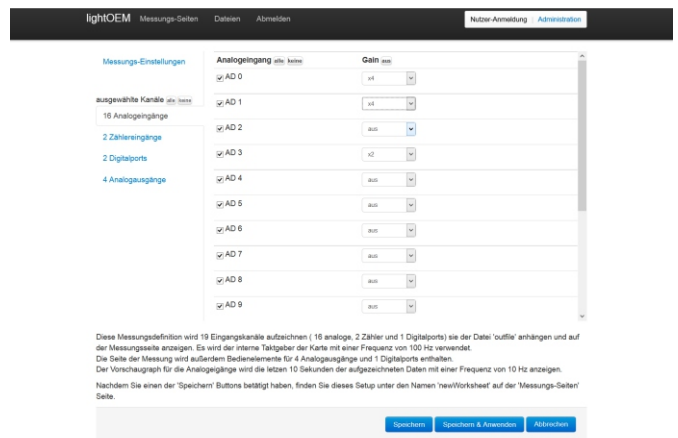 lightOEM Messungs-Seiten Dateien Abmelden Nutzer-Anmeldung | Administration
Messungs-Einstellungen
ausgewählte Kanäle alle keine
16 Analogeingänge
2 Zählereingänge
2 Digitalports
4 Analogausgänge
Analogeingang alle keine Gain aus
AD 0 x4
AD 1 x4
AD 2 aus
AD 3 x2
AD 4 aus
AD 5 aus
AD 6 aus
AD 7 aus
AD 8 aus
AD 9 aus
Diese Messungsdefinition wird 19 Eingangskanäle aufzeichnen ( 16 analoge, 2 Zähler und 1 Digitalports) sie der Datei 'outfile' anhängen und auf
der Messungsseite anzeigen. Es wird der interne Taktgeber der Karte mit einer Frequenz von 100 Hz verwendet.
Die Seite der Messung wird außerdem Bedienelemente für 4 Analogausgänge und 1 Digitalports enthalten.
Der Vorschaugraph für die Analogeigänge wird die letzen 10 Sekunden der aufgezeichneten Daten mit einer Frequenz von 10 Hz anzeigen.
Nachdem Sie einen der 'Speichern' Buttons betätigt haben, finden Sie dieses Setup unter den Namen 'newWorksheet' auf der 'Messungs-Seiten'
Seite.
Speichern Speichern & Anwenden Abbrechen